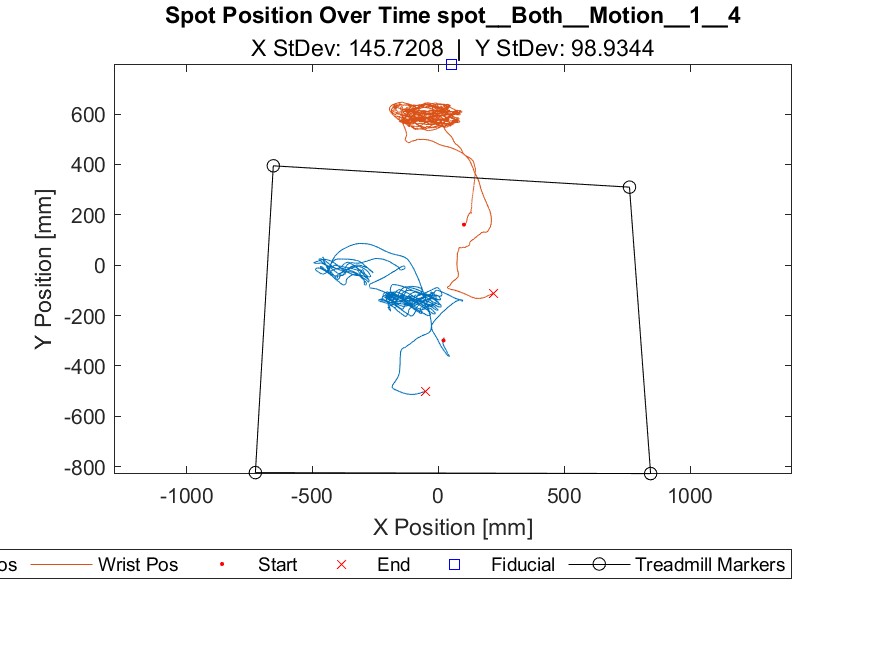 Spot Position Over Time spot__Both__Motion__1__4
X StDev: 145.7208 | Y StDev: 98.9344
600
400
200
0
-200
-400
-600
-800
Y Position [mm]
-1000 -500 0 500 1000
X Position [mm]
os Wrist Pos Start End Fiducial Treadmill Markers